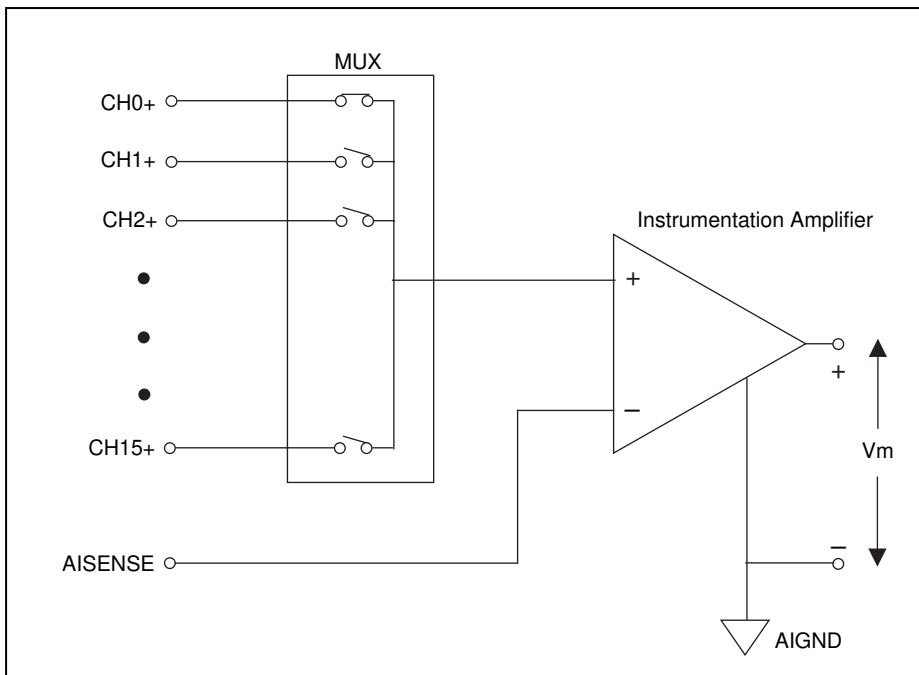 MUX
CH0+
CH1+
CH2+
Instrumentation Amplifier
+
−
+
CH15+
Vm
−
AISENSE
AIGND